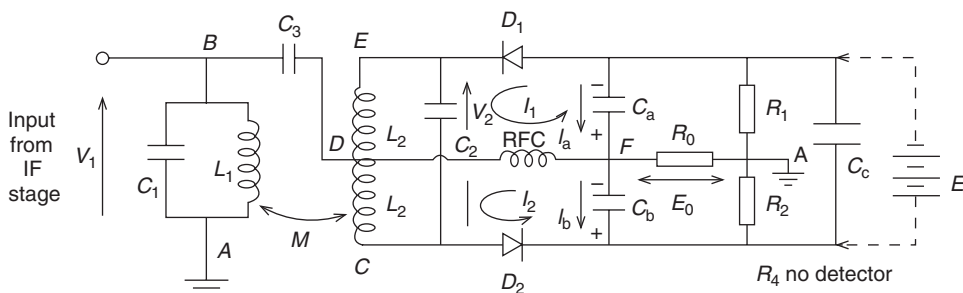 Input
from
IF
stage
V1
B
C3
E
D1
C1
L1
A
M
D
L2
L2
C
C2
V2
I1
RFC
I2
D2
Ia
Ib
−
+
−
+
Ca
Cb
F
R0
E0
R1
R2
A
Cc
E
R4 no detector